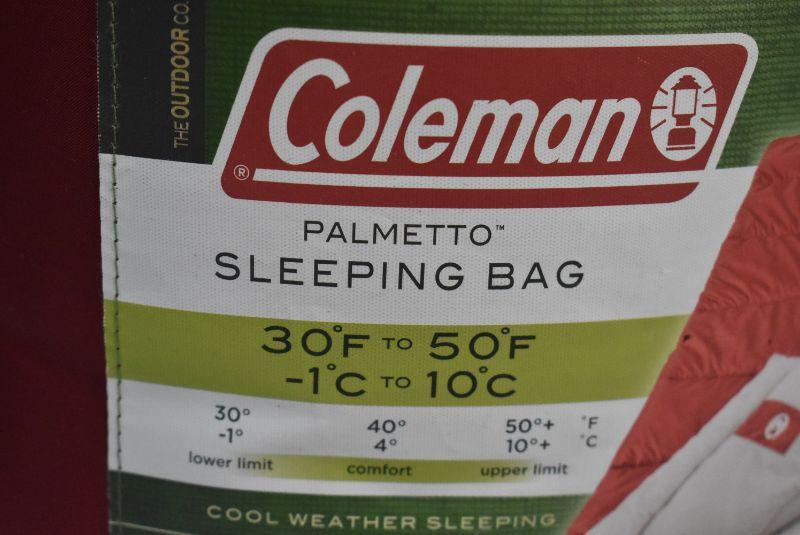 THE OUTDOOR CO.
Coleman
®
PALMETTO™
SLEEPING BAG
30°F TO 50°F
-1°C TO 10°C
30° 40° 50°+ °F
-1° 4° 10°+ °C
lower limit comfort upper limit
COOL WEATHER SLEEPING